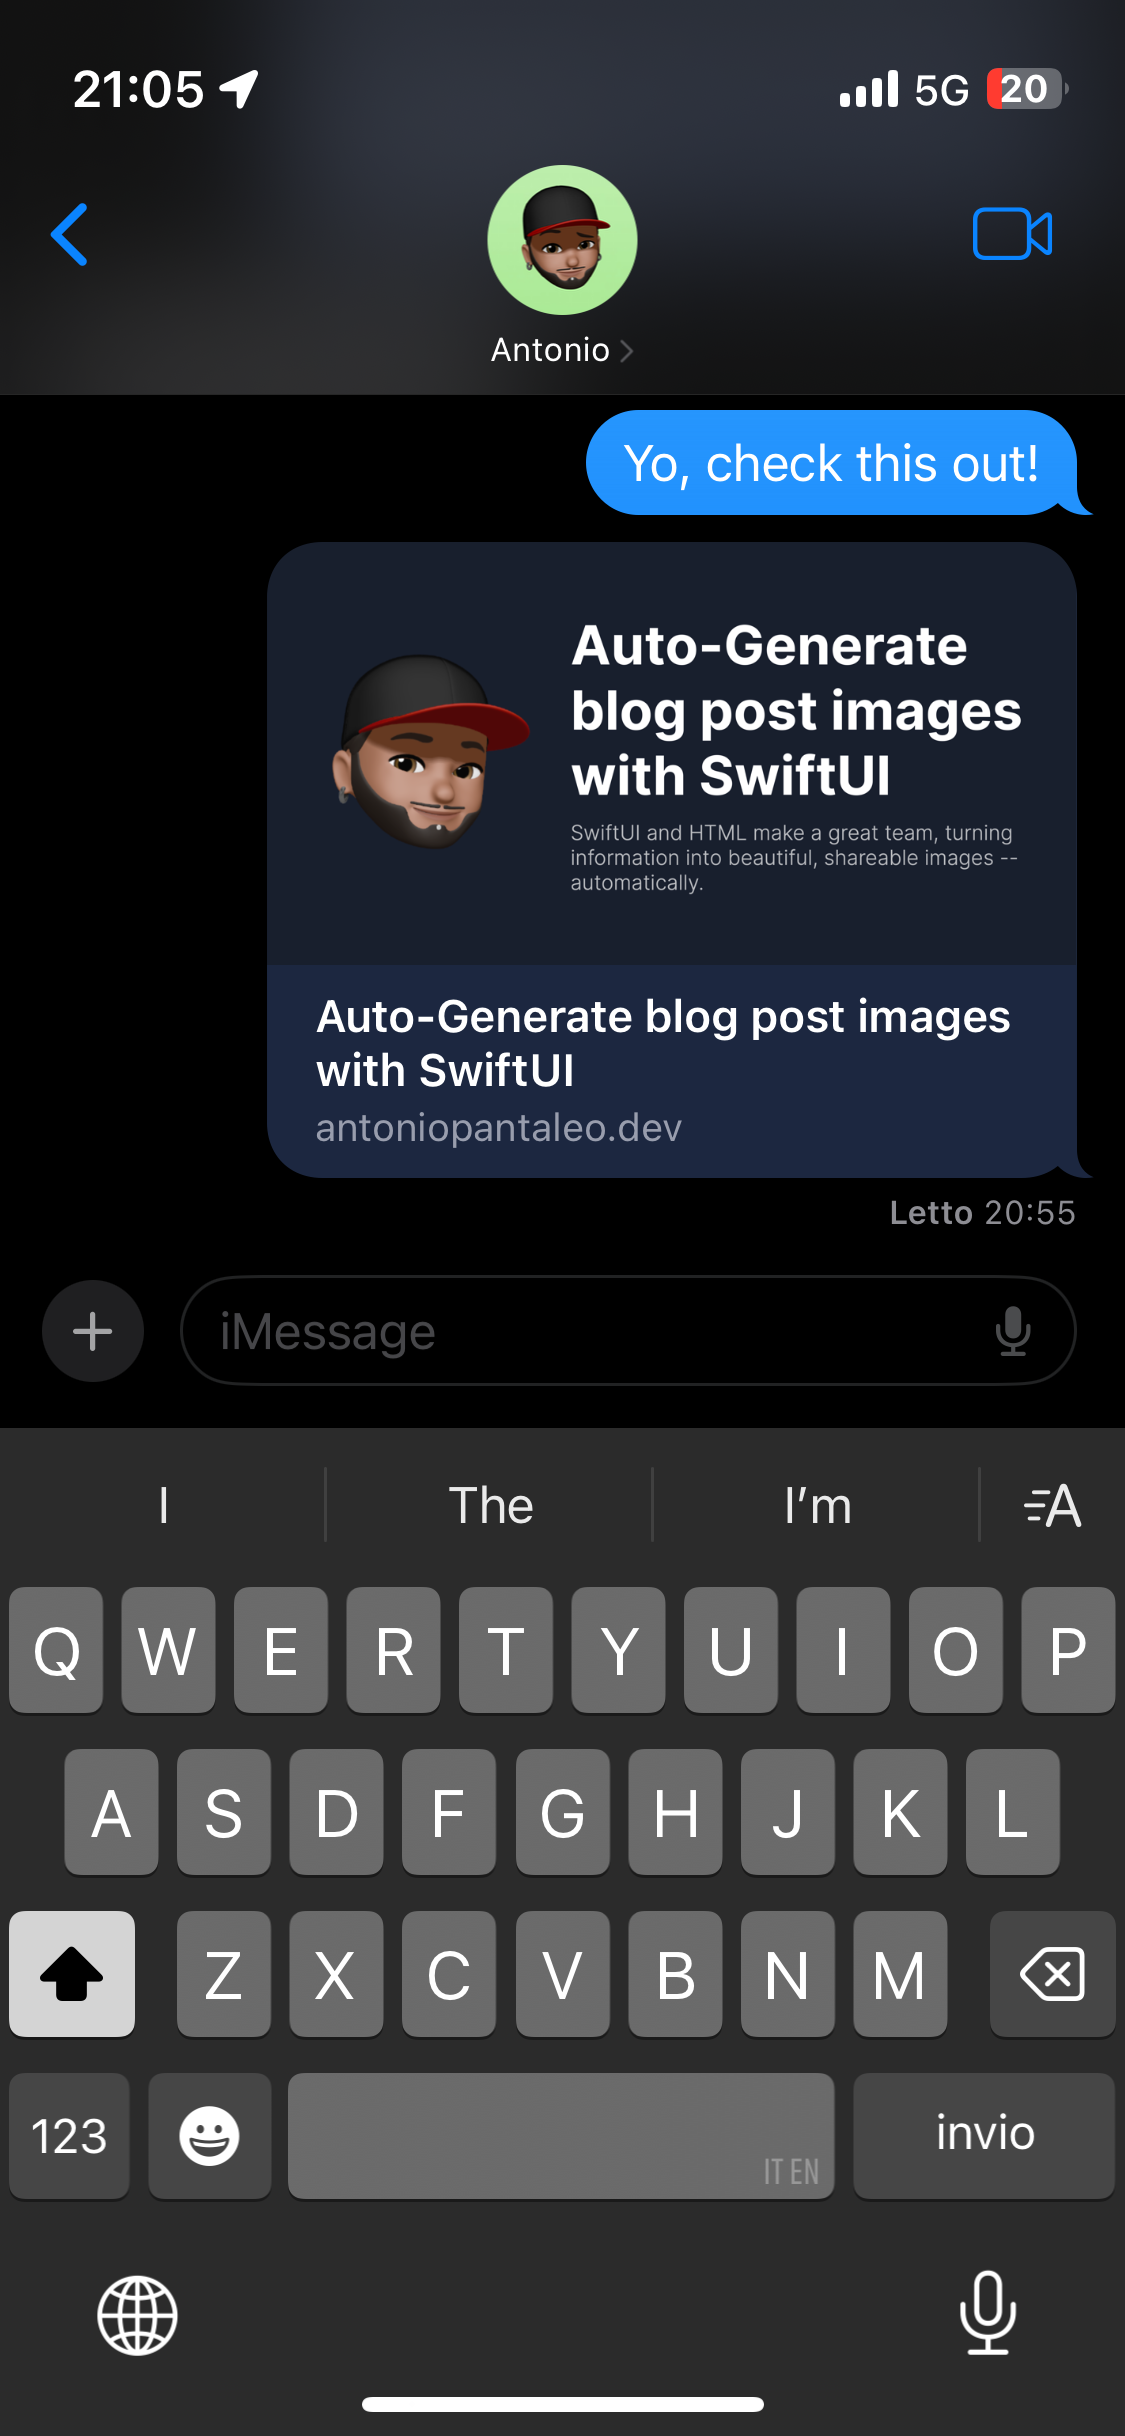 21:05 5G 20
Antonio
Yo, check this out!
Auto-Generate
blog post images
with SwiftUI
SwiftUI and HTML make a great team, turning
information into beautiful, shareable images --
automatically.
Auto-Generate blog post images
with SwiftUI
antoniopantaleo.dev
Letto 20:55
iMessage
I The I’m A
Q W E R T Y U I O P
A S D F G H J K L
Z X C V B N M
123 IT EN invio